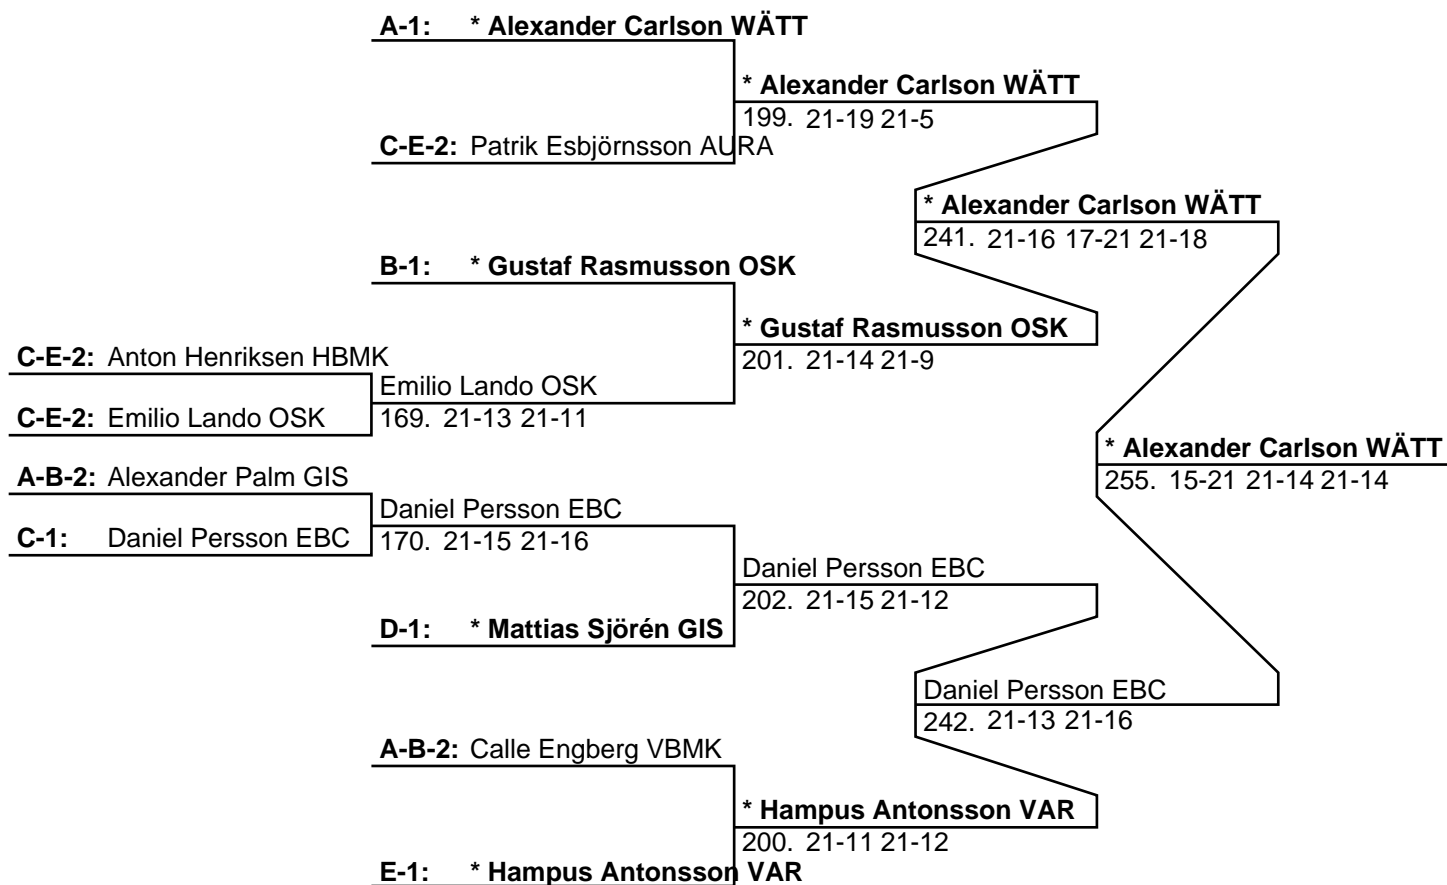 A-1: * Alexander Carlson WÄTT
* Alexander Carlson WÄTT
199. 21-19 21-5
C-E-2: Patrik Esbjörnsson AURA
* Alexander Carlson WÄTT
241. 21-16 17-21 21-18
B-1: * Gustaf Rasmusson OSK
* Gustaf Rasmusson OSK
201. 21-14 21-9
C-E-2: Anton Henriksen HBMK
Emilio Lando OSK
169. 21-13 21-11
C-E-2: Emilio Lando OSK
* Alexander Carlson WÄTT
255. 15-21 21-14 21-14
A-B-2: Alexander Palm GIS
Daniel Persson EBC
170. 21-15 21-16
C-1: Daniel Persson EBC
Daniel Persson EBC
202. 21-15 21-12
D-1: * Mattias Sjörén GIS
Daniel Persson EBC
242. 21-13 21-16
A-B-2: Calle Engberg VBMK
* Hampus Antonsson VAR
200. 21-11 21-12
E-1: * Hampus Antonsson VAR